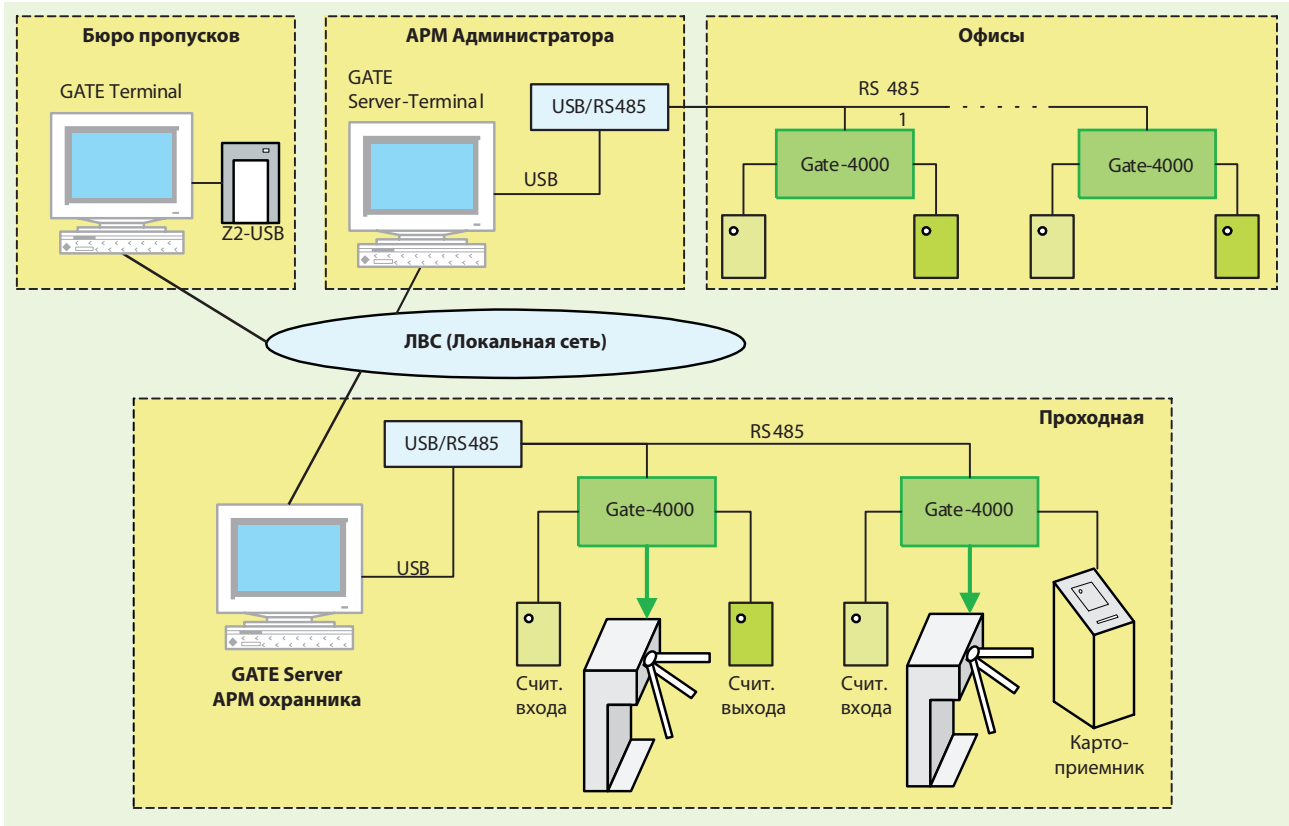 Бюро пропусков
GATE Terminal
Z2-USB
АРМ Администратора
GATE
Server-Terminal
USB/RS485
USB
Офисы
RS 485
1
Gate-4000
Gate-4000
ЛВС (Локальная сеть)
Проходная
USB/RS485
RS485
USB
Gate-4000
Gate-4000
GATE Server
АРМ охранника
Счит.
входа
Счит.
выхода
Счит.
входа
Карто-
приемник